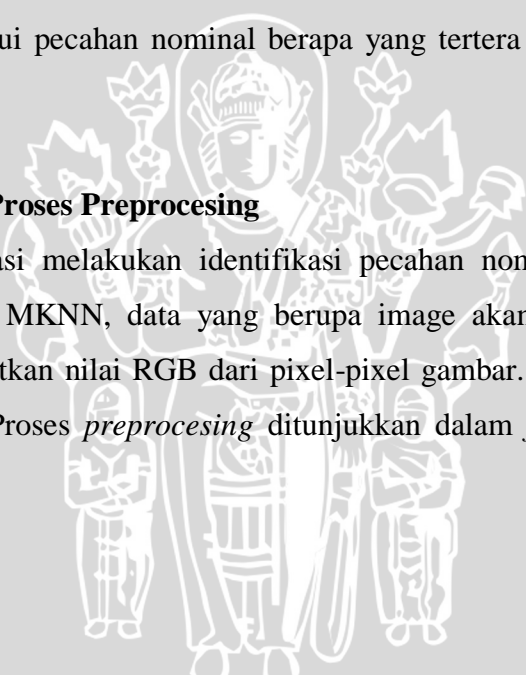 ui pecahan nominal berapa yang tertera
Proses Preprocesing
asi melakukan identifikasi pecahan nom
MKNN, data yang berupa image akan
tkan nilai RGB dari pixel-pixel gambar.
Proses preprocesing ditunjukkan dalam